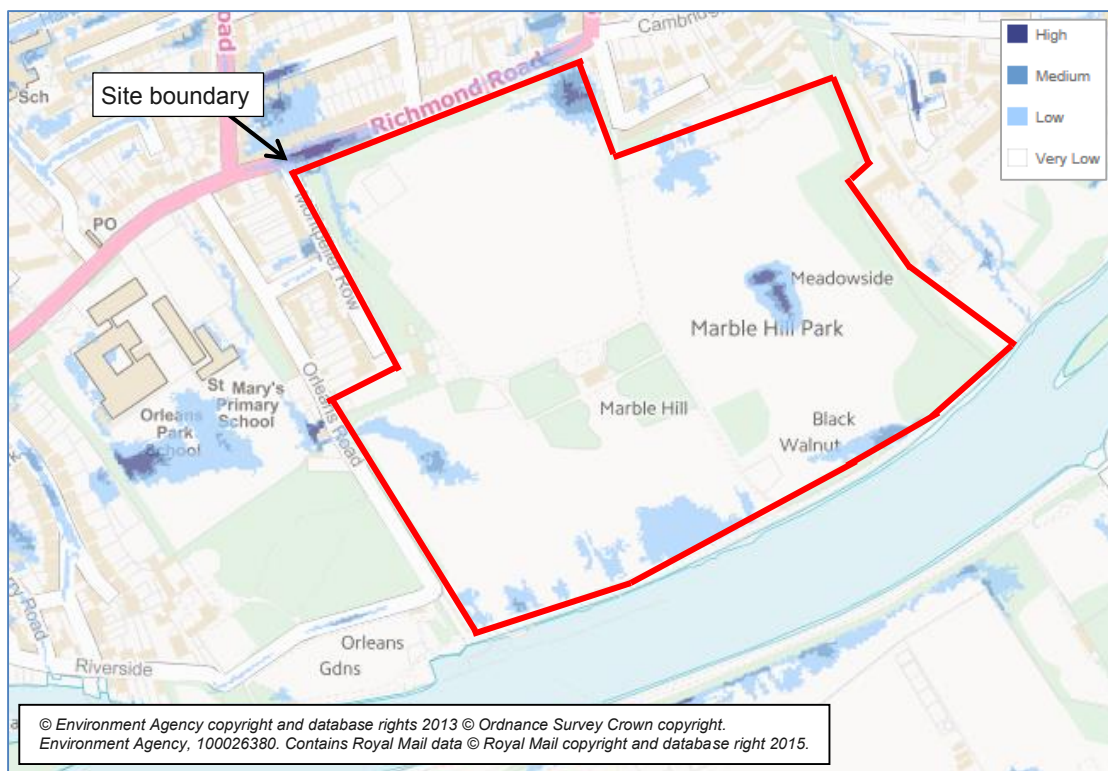 Cambrid
High
Medium
Low
Very Low
Road
Sch
Site boundary
Richmond Road
PO
Montpelier Row
Meadowside
Marble Hill Park
St Mary's
Primary
School
Orleans
Park
School
Orleans Road
Marble Hill
Black
Walnut
Road
Orleans
Gdns
Riverside
© Environment Agency copyright and database rights 2013 © Ordnance Survey Crown copyright.
Environment Agency, 100026380. Contains Royal Mail data © Royal Mail copyright and database right 2015.